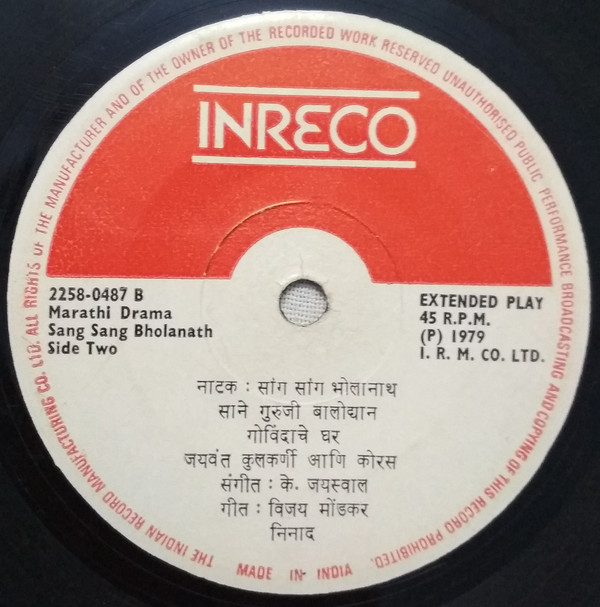 INRECO
2258-0487 B
Marathi Drama
Sang Sang Bholanath
Side Two
EXTENDED PLAY
45 R.P.M.
(P) 1979
I. R. M. CO. LTD.
नाटक : सांग सांग भोलानाथ
साने गुरुजी बालोद्यान
गोविंदाचे घर
जयवंत कुलकर्णी आणि कोरस
संगीत : के. जयस्वाल
गीत : विजय मोंडकर
निनाद
THE INDIAN RECORD MANUFACTURING CO. LTD. ALL RIGHTS OF THE MANUFACTURER AND OF THE OWNER OF THE RECORDED WORK RESERVED UNAUTHORISED PUBLIC PERFORMANCE BROADCASTING AND COPYING OF THIS RECORD PROHIBITED.
MADE IN INDIA